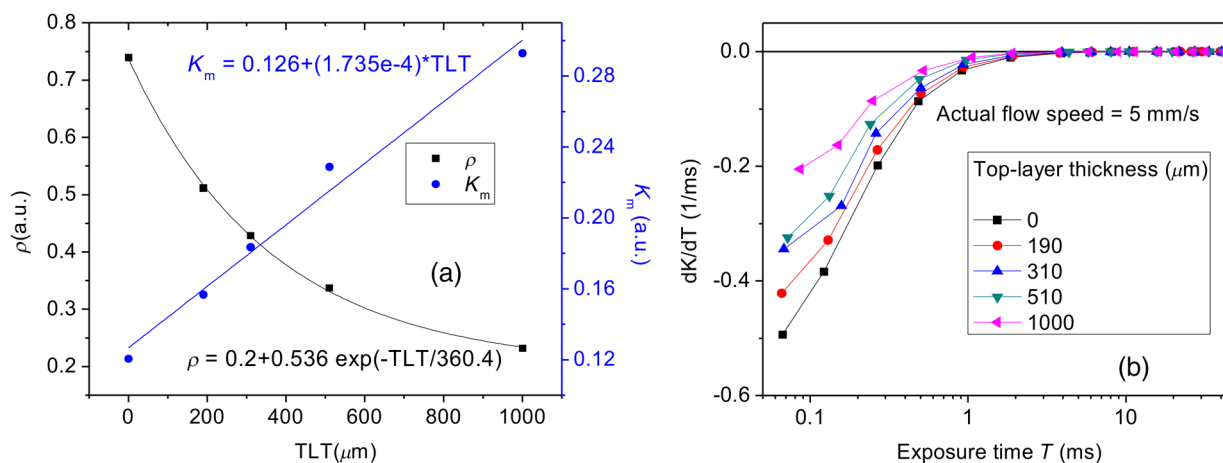 0.8
0.7
0.6
0.5
0.4
0.3
0.2
ρ(a.u.)
0 200 400 600 800 1000
TLT(μm)
0.28
0.24
0.20
0.16
0.12
Km (a.u.)
Km = 0.126+(1.735e-4)*TLT
ρ
Km
(a)
ρ = 0.2+0.536 exp(-TLT/360.4)
0.0
-0.2
-0.4
-0.6
dK/dT (1/ms)
0.1 1 10
Exposure time T (ms)
Actual flow speed = 5 mm/s
Top-layer thickness (μm)
0
190
310
510
1000
(b)